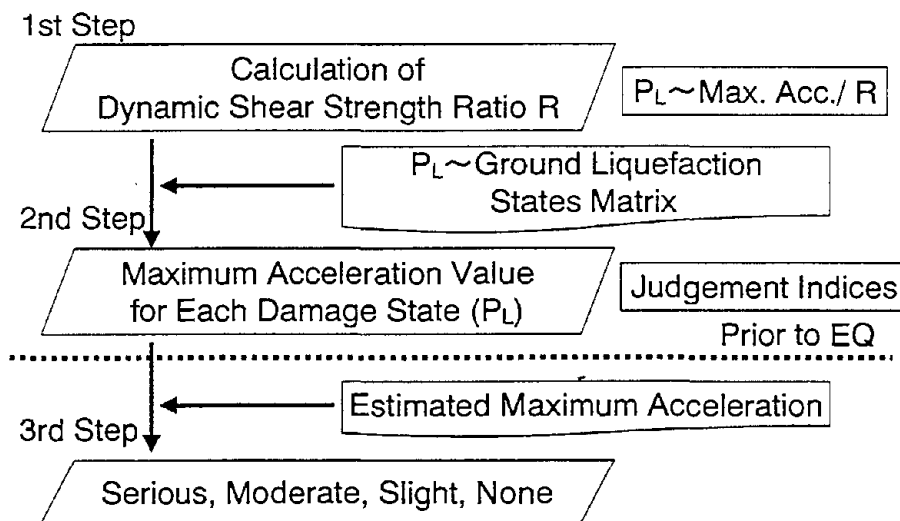 1st Step
Calculation of
Dynamic Shear Strength Ratio R
PL~Max. Acc./ R
PL~Ground Liquefaction
States Matrix
2nd Step
Maximum Acceleration Value
for Each Damage State (PL)
Judgement Indices
Prior to EQ
Estimated Maximum Acceleration
3rd Step
Serious, Moderate, Slight, None